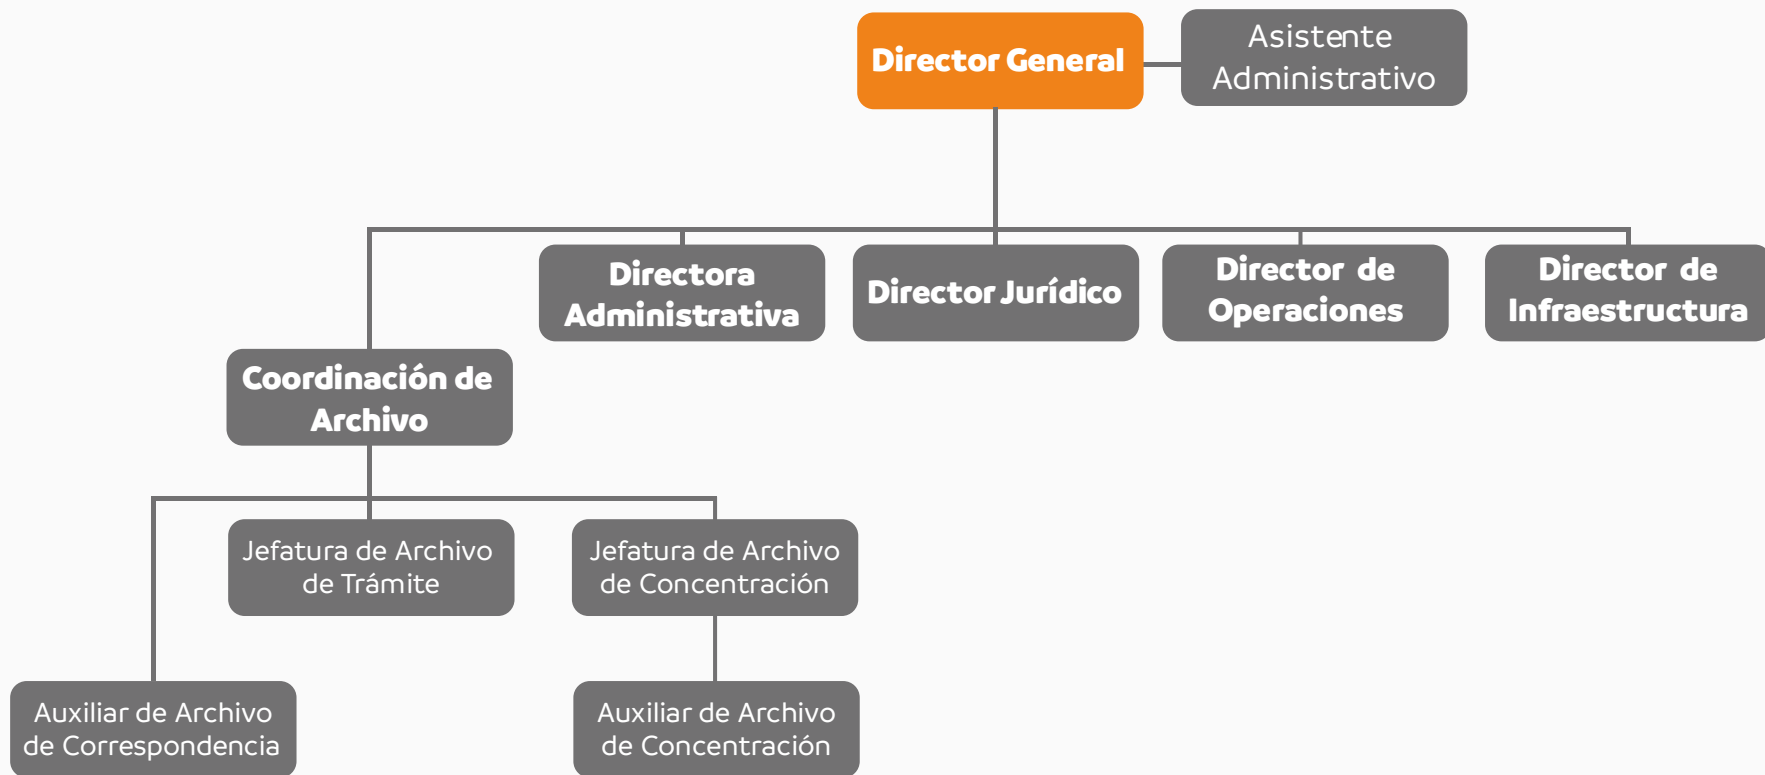 Director General
Asistente
Administrativo
Directora
Administrativa
Director Jurídico
Director de
Operaciones
Director de
Infraestructura
Coordinación de
Archivo
Jefatura de Archivo
de Trámite
Jefatura de Archivo
de Concentración
Auxiliar de Archivo
de Correspondencia
Auxiliar de Archivo
de Concentración